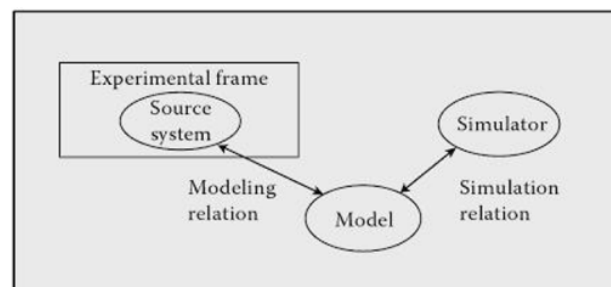 Experimental frame
Source
system
Simulator
Modeling
relation
Simulation
relation
Model